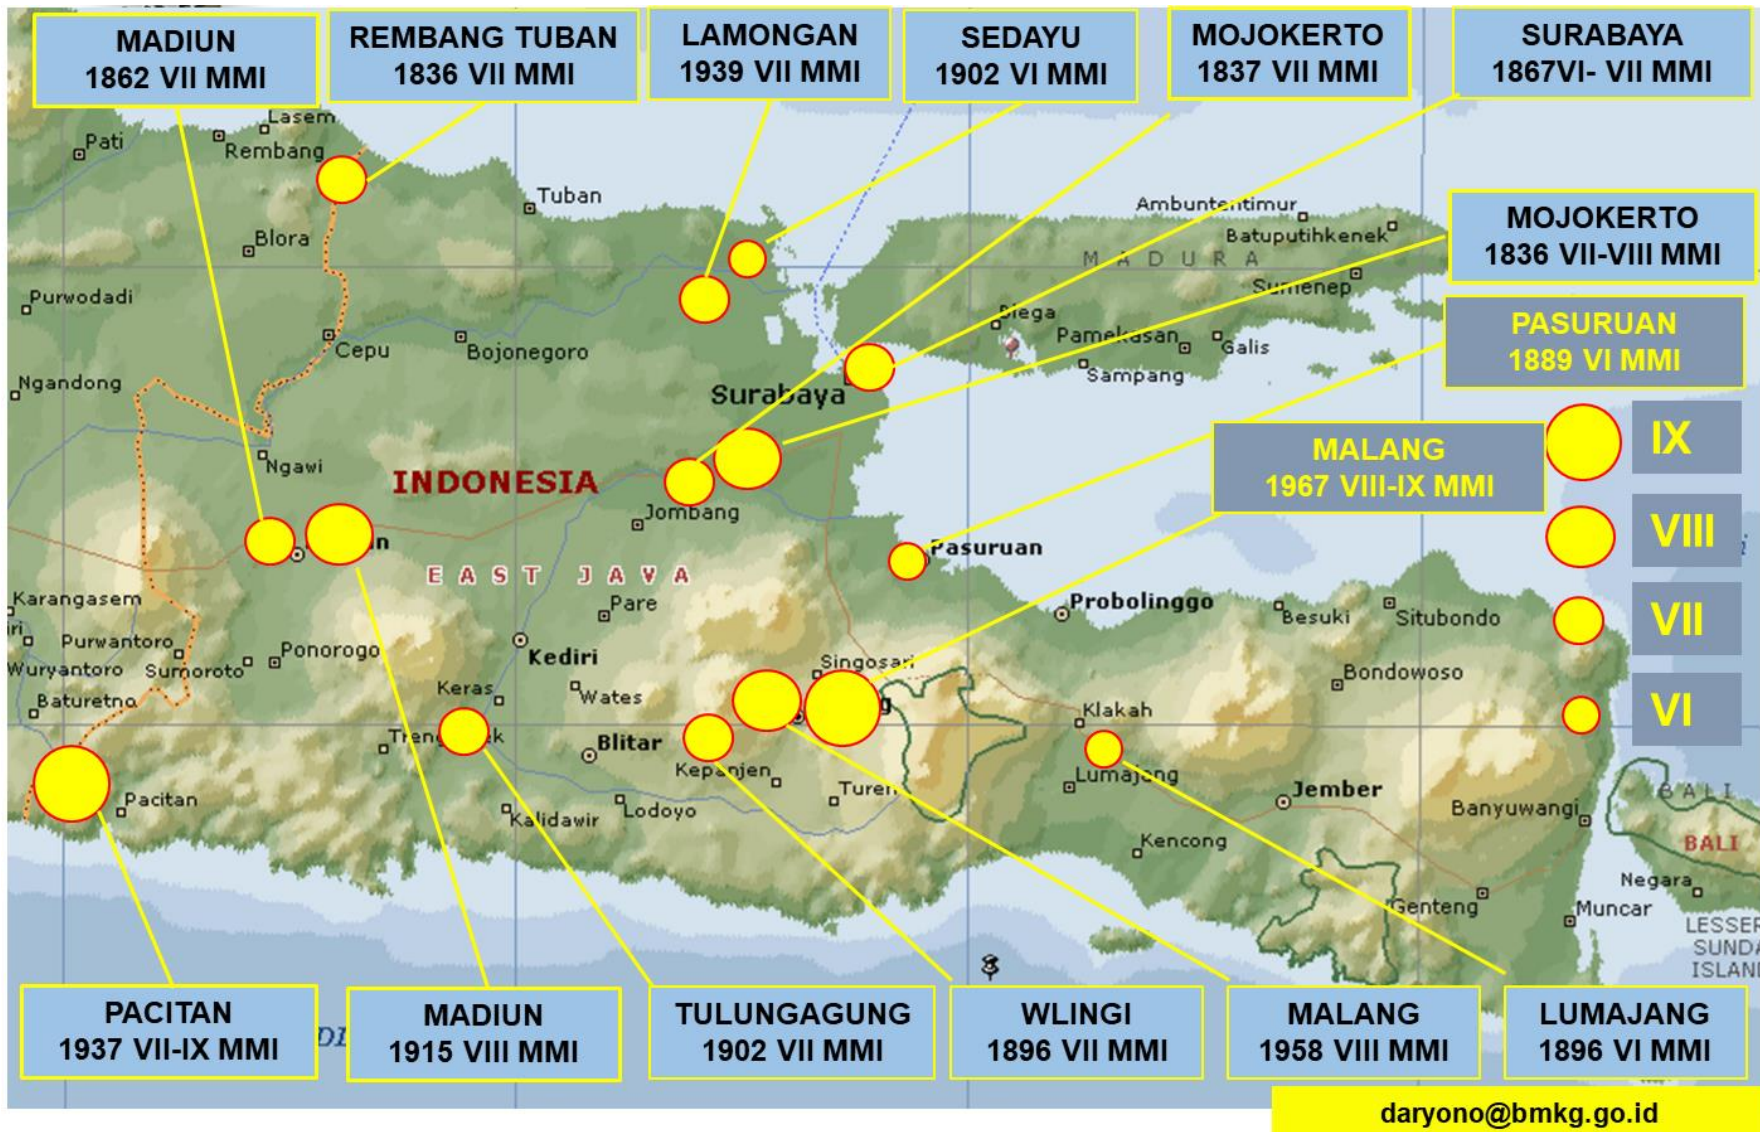 MADIUN
1862 VII MMI
REMBANG TUBAN
1836 VII MMI
LAMONGAN
1939 VII MMI
SEDAYU
1902 VI MMI
MOJOKERTO
1837 VII MMI
SURABAYA
1867VI- VII MMI
Lasem
Pati
Rembang
Tuban
Ambuntentimur
Batuputihkenek
MOJOKERTO
1836 VII-VIII MMI
Blora
MADURA
Sumenep
Purwodadi
Biega
Pamekasan
Galis
PASURUAN
1889 VI MMI
Cepu
Bojonegoro
Sampang
Ngandong
Surabaya
IX
MALANG
1967 VIII-IX MMI
Ngawi
INDONESIA
Jombang
VIII
Pasuruan
EAST JAVA
Karangasem
Pare
Probolinggo
Besuki
Situbondo
VII
iri
Purwantoro
Ponorogo
Kediri
Wuryantoro
Sumoroto
Singosari
Bondowoso
Baturetno
Keras
Wates
g
Klakah
VI
Blitar
Kepanjen
Lumajang
Pacitan
Kalidawir
Lodoyo
Turen
Jember
Banyuwangi
BALI
BALI
Kencong
Negara
Genteng
Muncar
LESSER
SUNDA
ISLAN
PACITAN
1937 VII-IX MMI
MADIUN
1915 VIII MMI
TULUNGAGUNG
1902 VII MMI
WLINGI
1896 VII MMI
MALANG
1958 VIII MMI
LUMAJANG
1896 VI MMI
daryono@bmkg.go.id